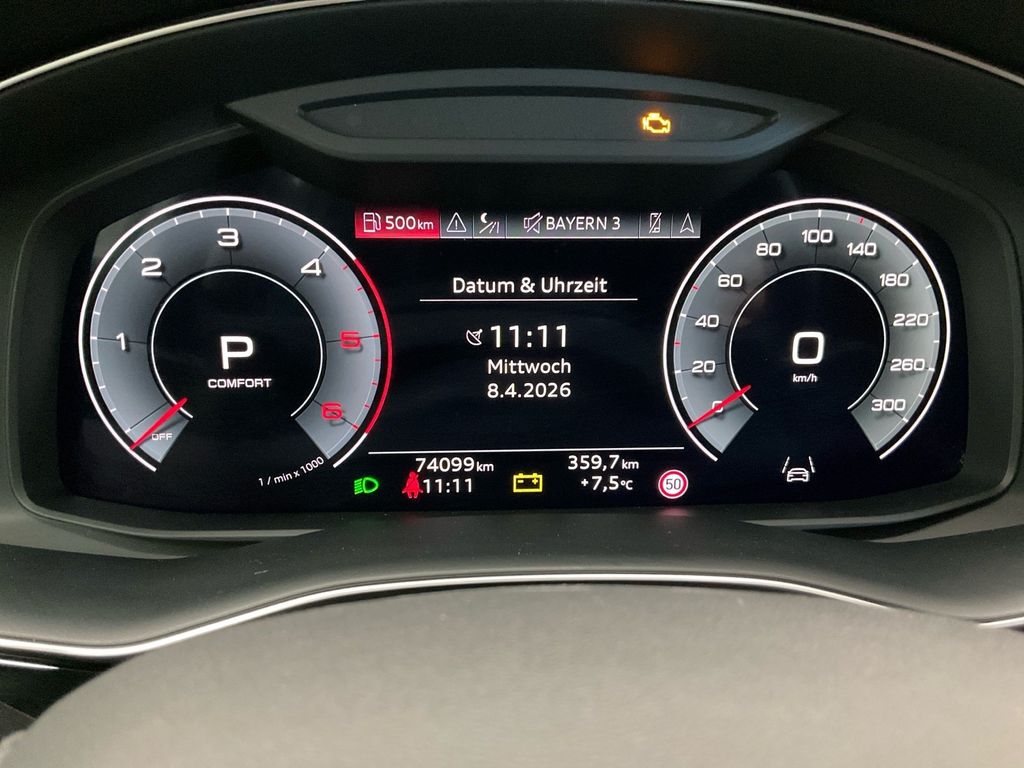 500km BAYERN 3
1
2
3
4
5
6
OFF
P
COMFORT
1 / min x 1000
Datum & Uhrzeit
11:11
Mittwoch
8.4.2026
74099km
11:11
359,7km
+7,5°C
50
0
20
40
60
80
100
140
180
220
260
300
0
km/h